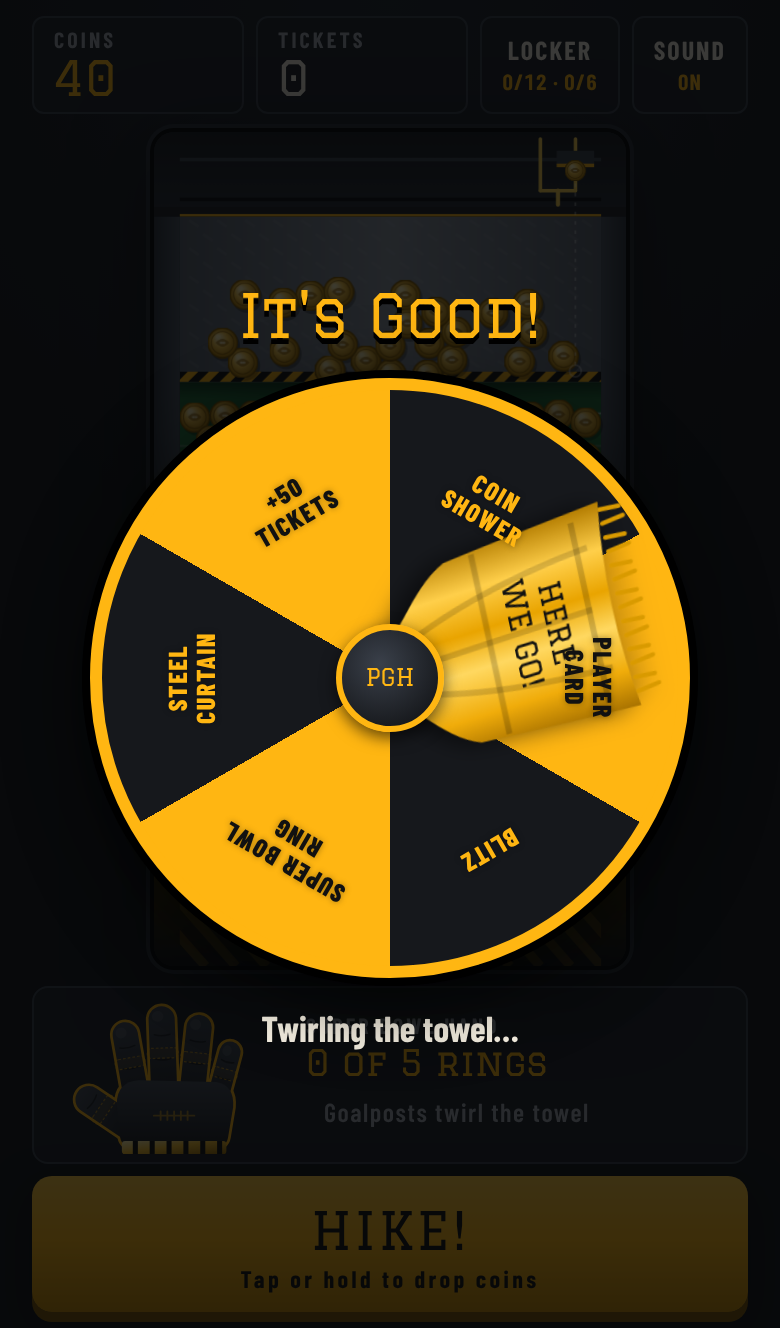 COINS
40
TICKETS
0
LOCKER
0/12 · 0/6
SOUND
ON
IT'S GOOD!
+50
TICKETS
COIN
SHOWER
STEEL
CURTAIN
PGH
HERE
WE GO!
PLAYER
CARD
SUPER BOWL
RING
BLITZ
Twirling the towel...
0 OF 5 RINGS
Goalposts twirl the towel
HIKE!
Tap or hold to drop coins